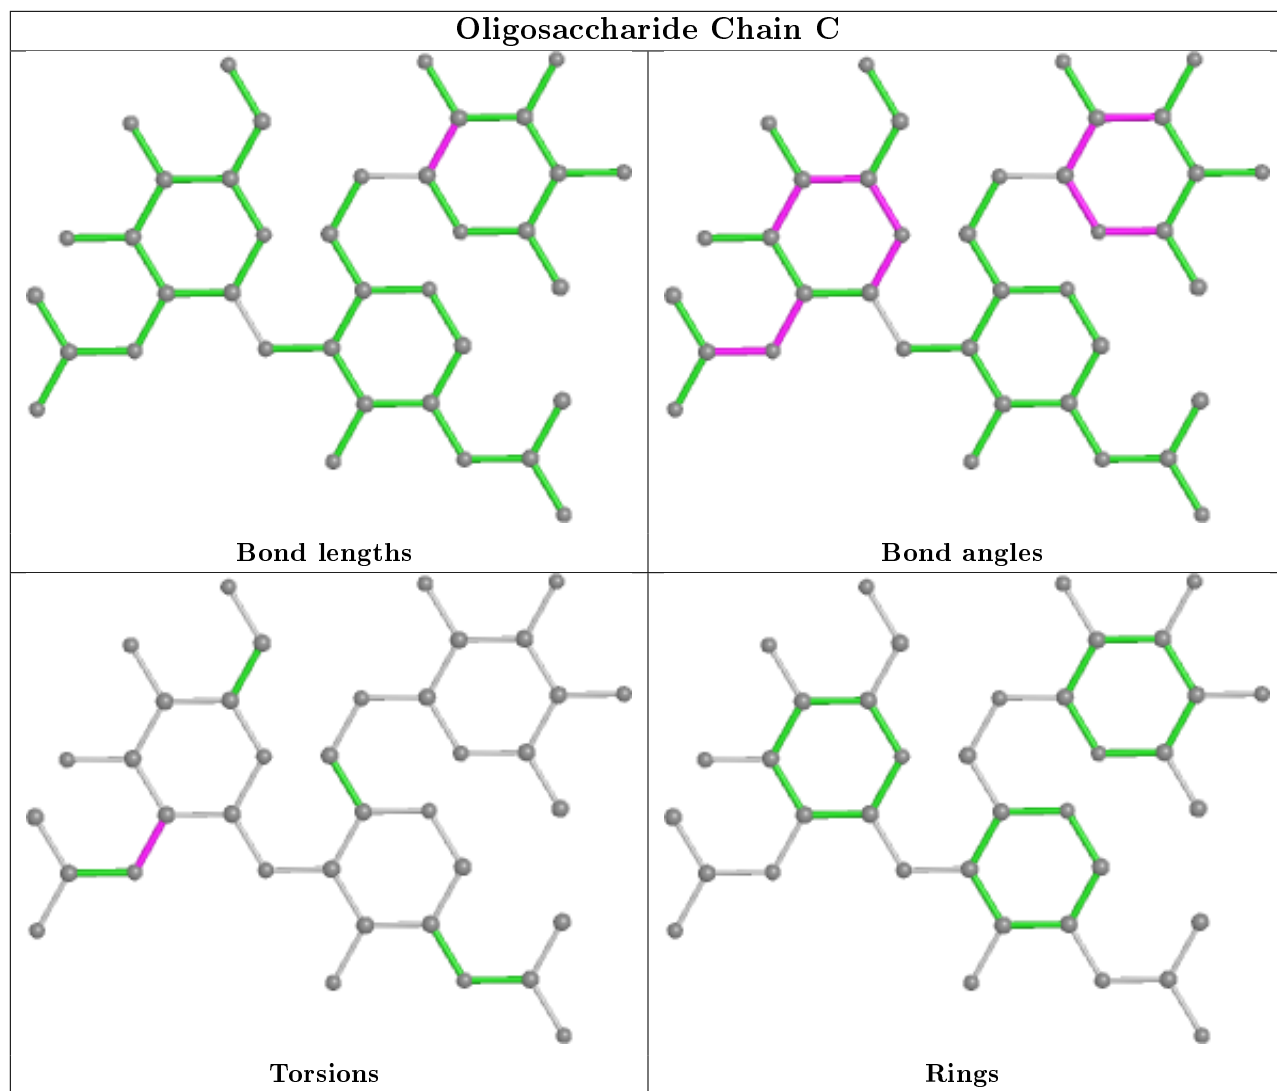 Oligosaccharide Chain C
Bond lengths
Bond angles
Torsions
Rings